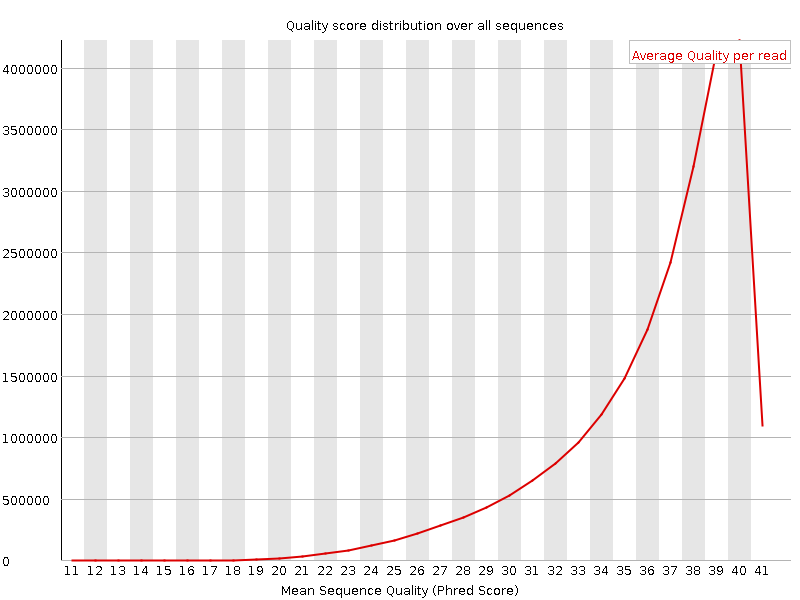 Quality score distribution over all sequences
Average Quality per read
4000000
3500000
3000000
2500000
2000000
1500000
1000000
500000
0
11 12 13 14 15 16 17 18 19 20 21 22 23 24 25 26 27 28 29 30 31 32 33 34 35 36 37 38 39 40 41
Mean Sequence Quality (Phred Score)